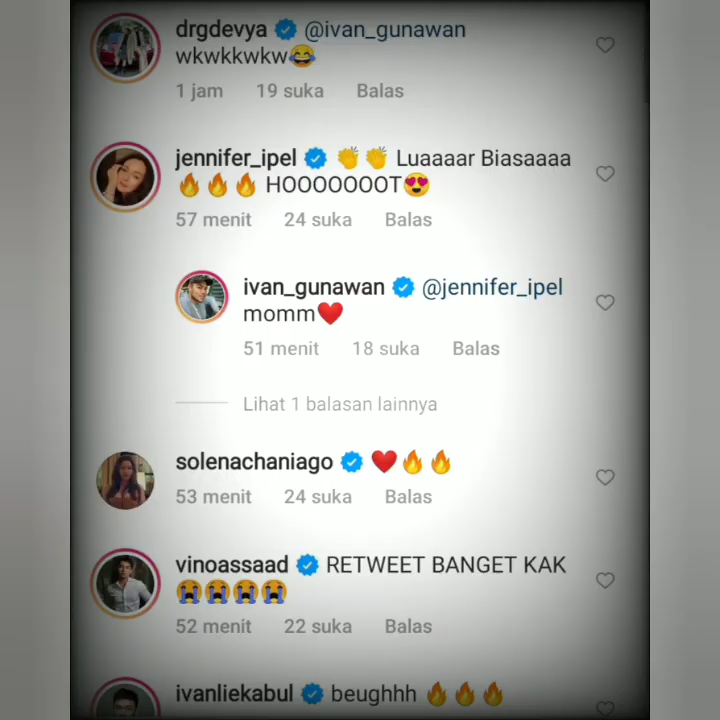 drgdevya @ivan_gunawan
wkwkkwkw😂
1 jam 19 suka Balas
jennifer_ipel 👏👏 Luaaaar Biasaaaa
🔥🔥🔥 HOOOOOOOT😍
57 menit 24 suka Balas
ivan_gunawan @jennifer_ipel
momm❤️
51 menit 18 suka Balas
Lihat 1 balasan lainnya
solenachaniago ❤️🔥🔥
53 menit 24 suka Balas
vinoassaad RETWEET BANGET KAK
😭😭😭😭
52 menit 22 suka Balas
ivanliekabul beughhh 🔥🔥🔥